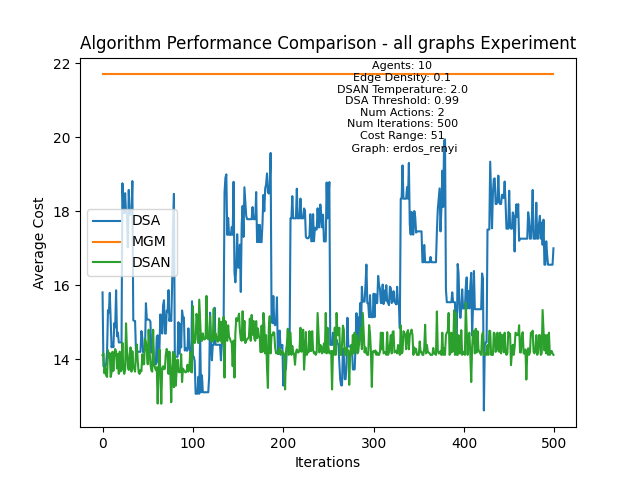 Algorithm Performance Comparison - all graphs Experiment
Agents: 10
Edge Density: 0.1
DSAN Temperature: 2.0
DSA Threshold: 0.99
Num Actions: 2
Num Iterations: 500
Cost Range: 51
Graph: erdos_renyi
22
20
18
16
14
Average Cost
DSA
MGM
DSAN
0 100 200 300 400 500
Iterations